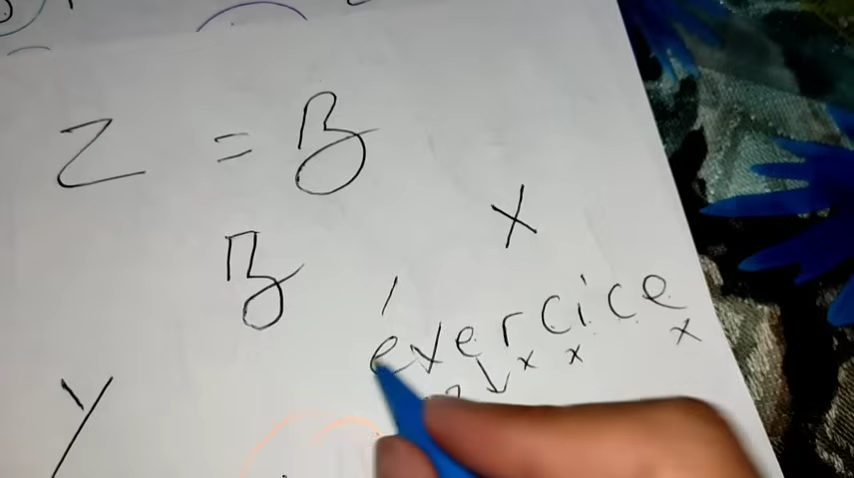 Z = Ʒ
Ʒ
X
exercice
x x x
Y